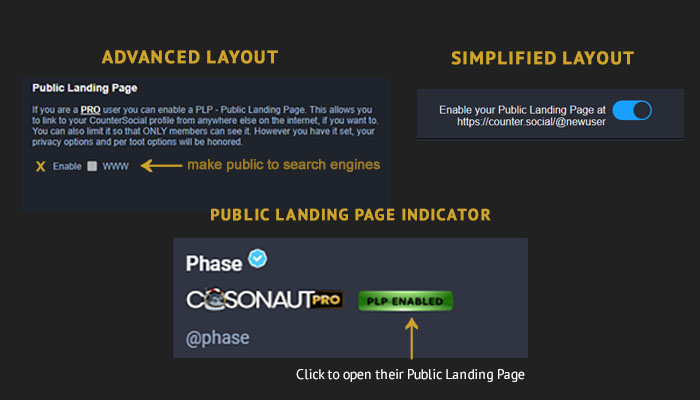 ADVANCED LAYOUT
Public Landing Page
If you are a PRO user you can enable a PLP - Public Landing Page. This allows
you to link to your CounterSocial profile from anywhere else on the internet, if you want to.
You can also limit it so that ONLY members can see it. However you have it set, your
privacy options and per toot options will be honored.
X Enable WWW
make public to search engines
SIMPLIFIED LAYOUT
Enable your Public Landing Page at
https://counter.social/@newuser
PUBLIC LANDING PAGE INDICATOR
Phase
COSONAUT PRO
PLP ENABLED
@phase
Click to open their Public Landing Page